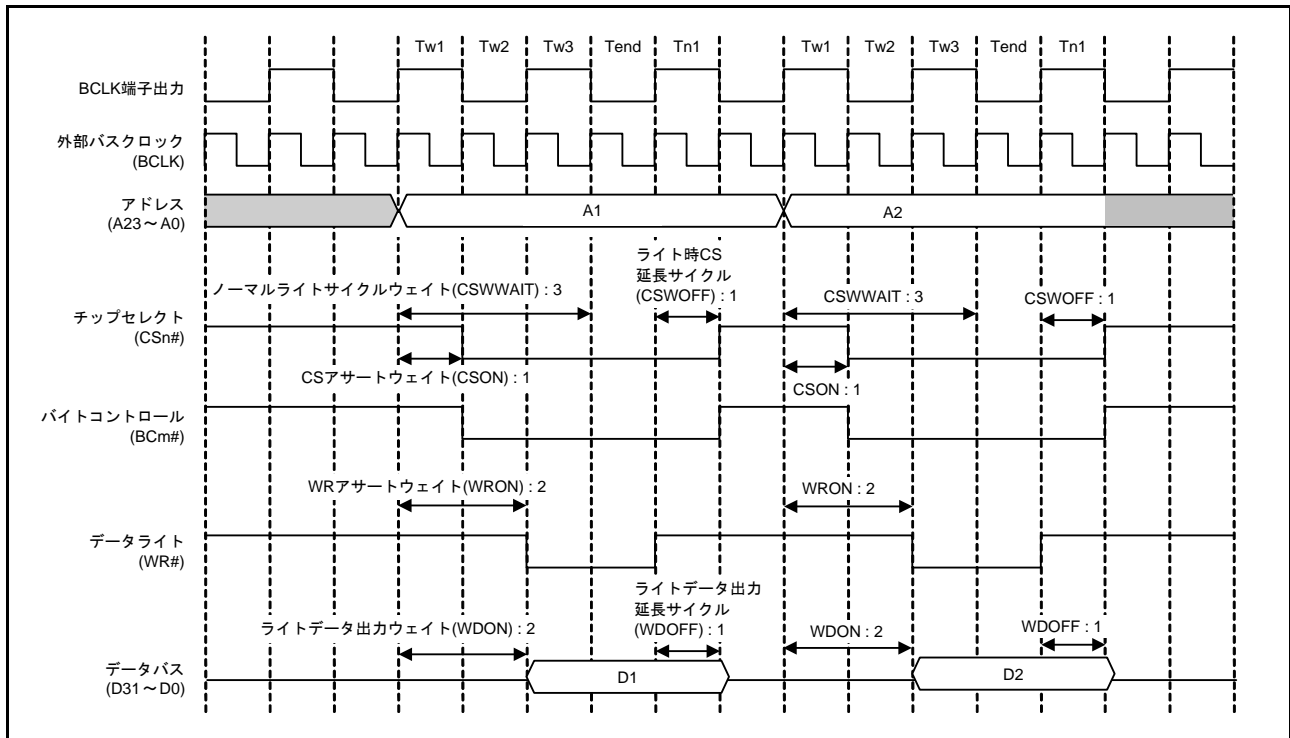 Tw1 Tw2 Tw3 Tend Tn1 Tw1 Tw2 Tw3 Tend Tn1
BCLK端子出力
外部バスクロック
(BCLK)
アドレス
(A23～A0)
A1
A2
ライト時CS
延長サイクル
(CSWOFF) : 1
ノーマルライトサイクルウェイト(CSWWAIT) : 3
CSWWAIT : 3
CSWOFF : 1
チップセレクト
(CSn#)
CSアサートウェイト(CSON) : 1
CSON : 1
バイトコントロール
(BCm#)
WRアサートウェイト(WRON) : 2
WRON : 2
データライト
(WR#)
ライトデータ出力
延長サイクル
(WDOFF) : 1
ライトデータ出力ウェイト(WDON) : 2
WDON : 2
WDOFF : 1
データバス
(D31～D0)
D1
D2